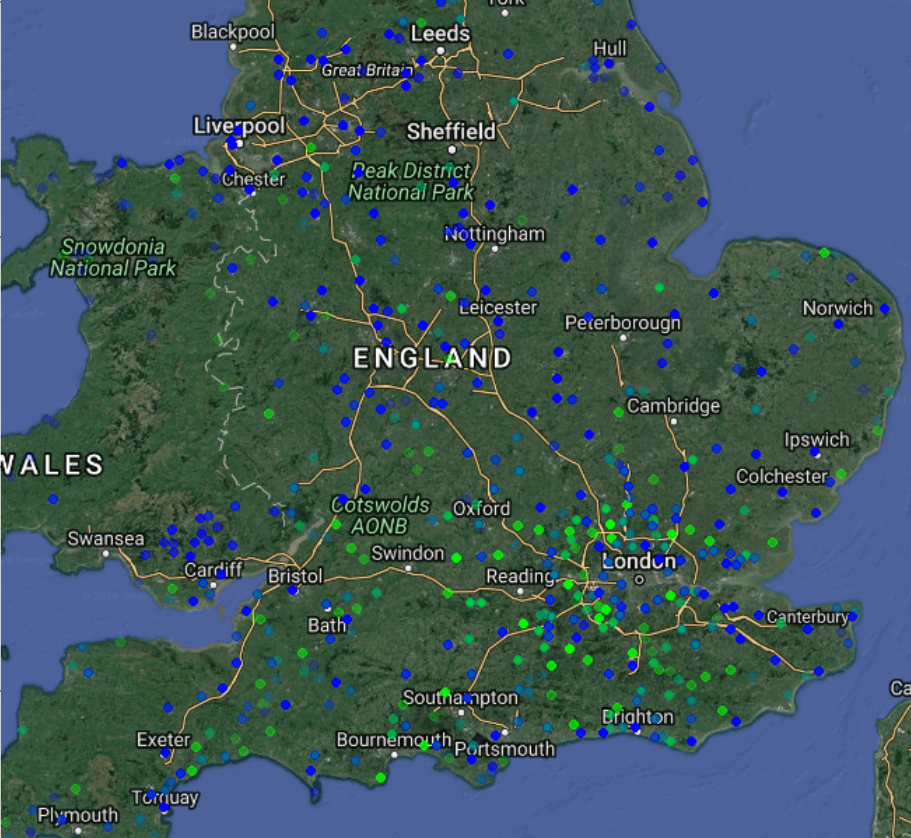 York
Blackpool
Leeds
Hull
Great Britain
Liverpool
Sheffield
Peak District
National Park
Chester
Nottingham
Snowdonia
National Park
Leicester
Norwich
Peterborough
ENGLAND
Cambridge
Ipswich
WALES
Colchester
Cotswolds
AONB
Oxford
Swansea
Swindon
London
Cardiff
Bristol
Reading
Bath
Canterbury
Southampton
Ca
Brighton
Exeter
Bournemouth
Portsmouth
Torquay
Plymouth